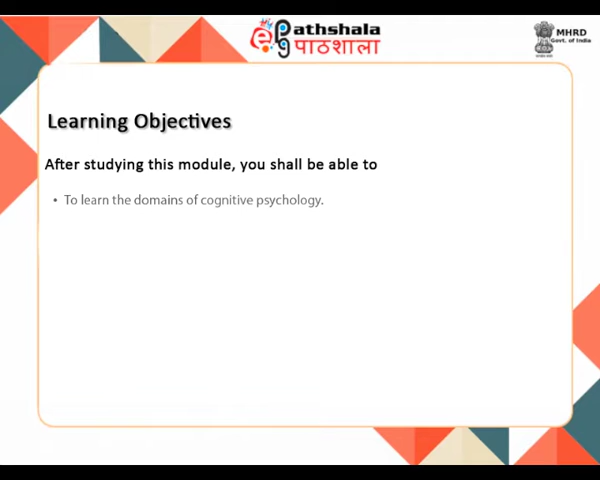 ePathshala
पाठशाला
MHRD
Govt. of India
Learning Objectives
After studying this module, you shall be able to
• To learn the domains of cognitive psychology.